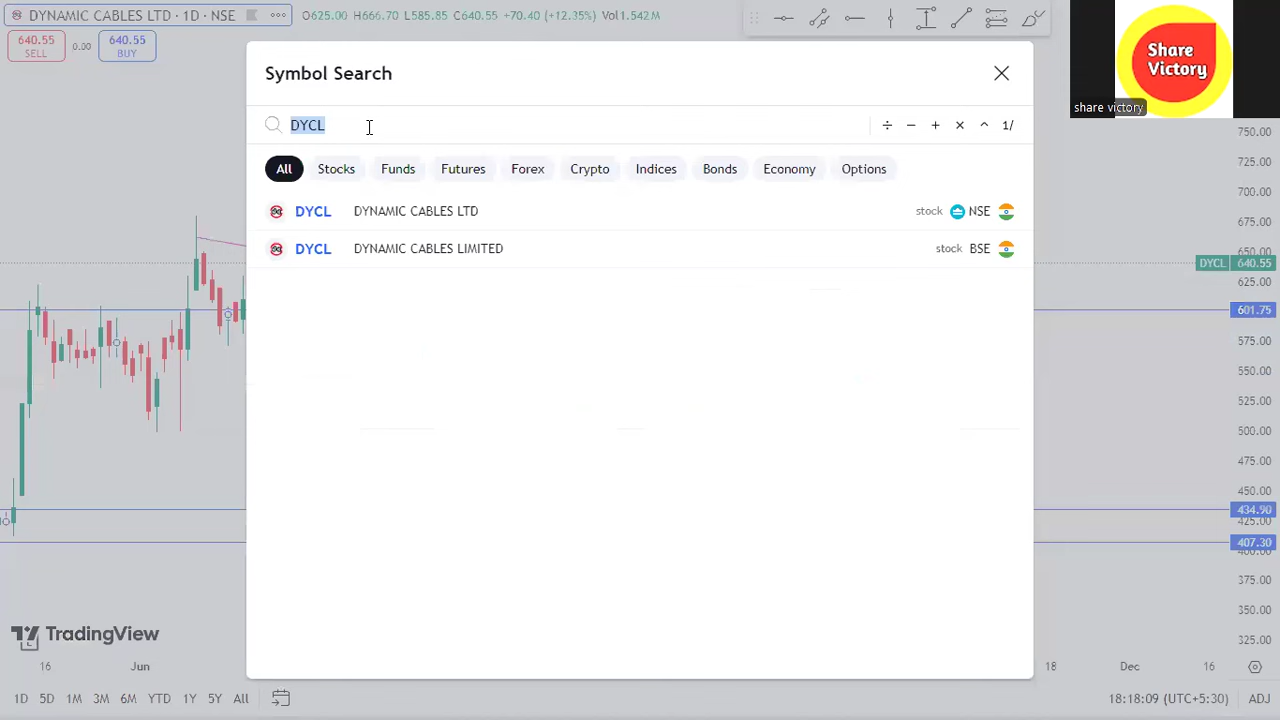 DYNAMIC CABLES LTD · 1D · NSE O625.00 H666.70 L585.85 C640.55 +70.40 (+12.35%) Vol1.542M
640.55 SELL 0.00 640.55 BUY
Share Victory
share victory
Symbol Search
DYCL ÷ − + × ^ 1/
All Stocks Funds Futures Forex Crypto Indices Bonds Economy Options
DYCL DYNAMIC CABLES LTD stock NSE
DYCL DYNAMIC CABLES LIMITED stock BSE
750.00
725.00
700.00
675.00
650.00
DYCL 640.55
625.00
601.75
575.00
550.00
525.00
500.00
475.00
450.00
434.90
425.00
407.30
400.00
375.00
350.00
325.00
TradingView
16 Jun 18 Dec 16
1D 5D 1M 3M 6M YTD 1Y 5Y All 18:18:09 (UTC+5:30) ADJ